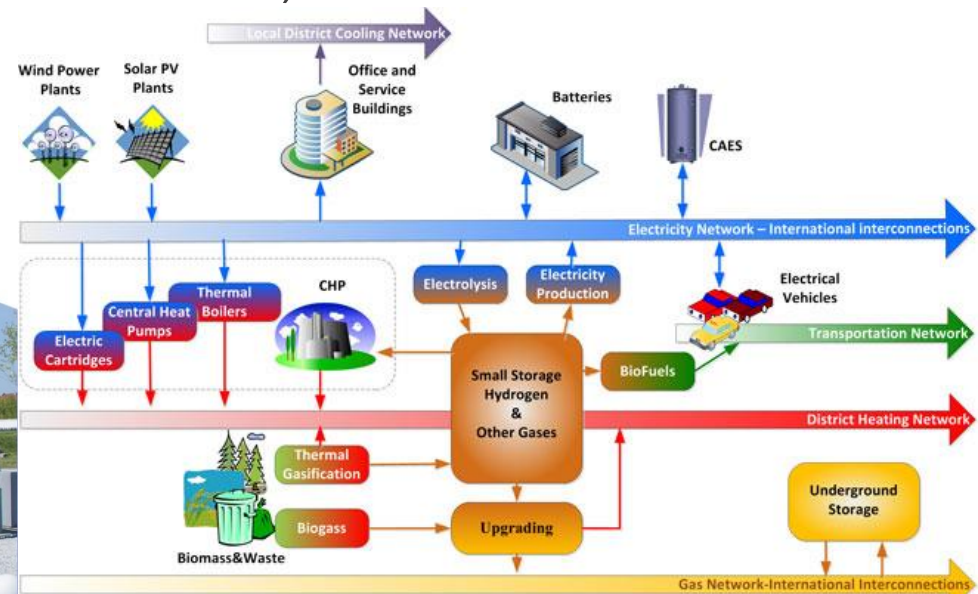 Local District Cooling Network
Wind Power
Plants
Solar PV
Plants
Office and
Service
Buildings
Batteries
CAES
Electricity Network – International interconnections
Electric
Cartridges
Central Heat
Pumps
Thermal
Boilers
CHP
Electrolysis
Electricity
Production
Electrical
Vehicles
Transportation Network
Small Storage
Hydrogen
&
Other Gases
BioFuels
District Heating Network
Thermal
Gasification
Biogass
Biomass&Waste
Upgrading
Underground
Storage
Gas Network-International Interconnections